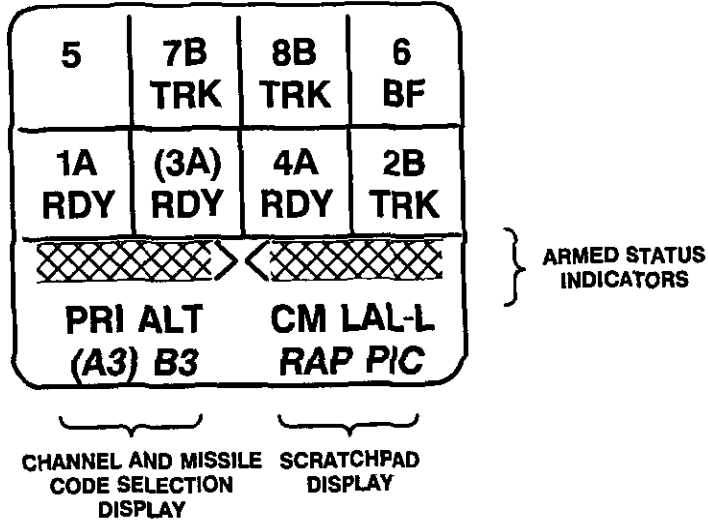 5 7B 8B 6
TRK TRK BF
1A (3A) 4A 2B
RDY RDY RDY TRK
ARMED STATUS
INDICATORS
PRI ALT CM LAL-L
(A3) B3 RAP PIC
CHANNEL AND MISSILE
CODE SELECTION
DISPLAY
SCRATCHPAD
DISPLAY